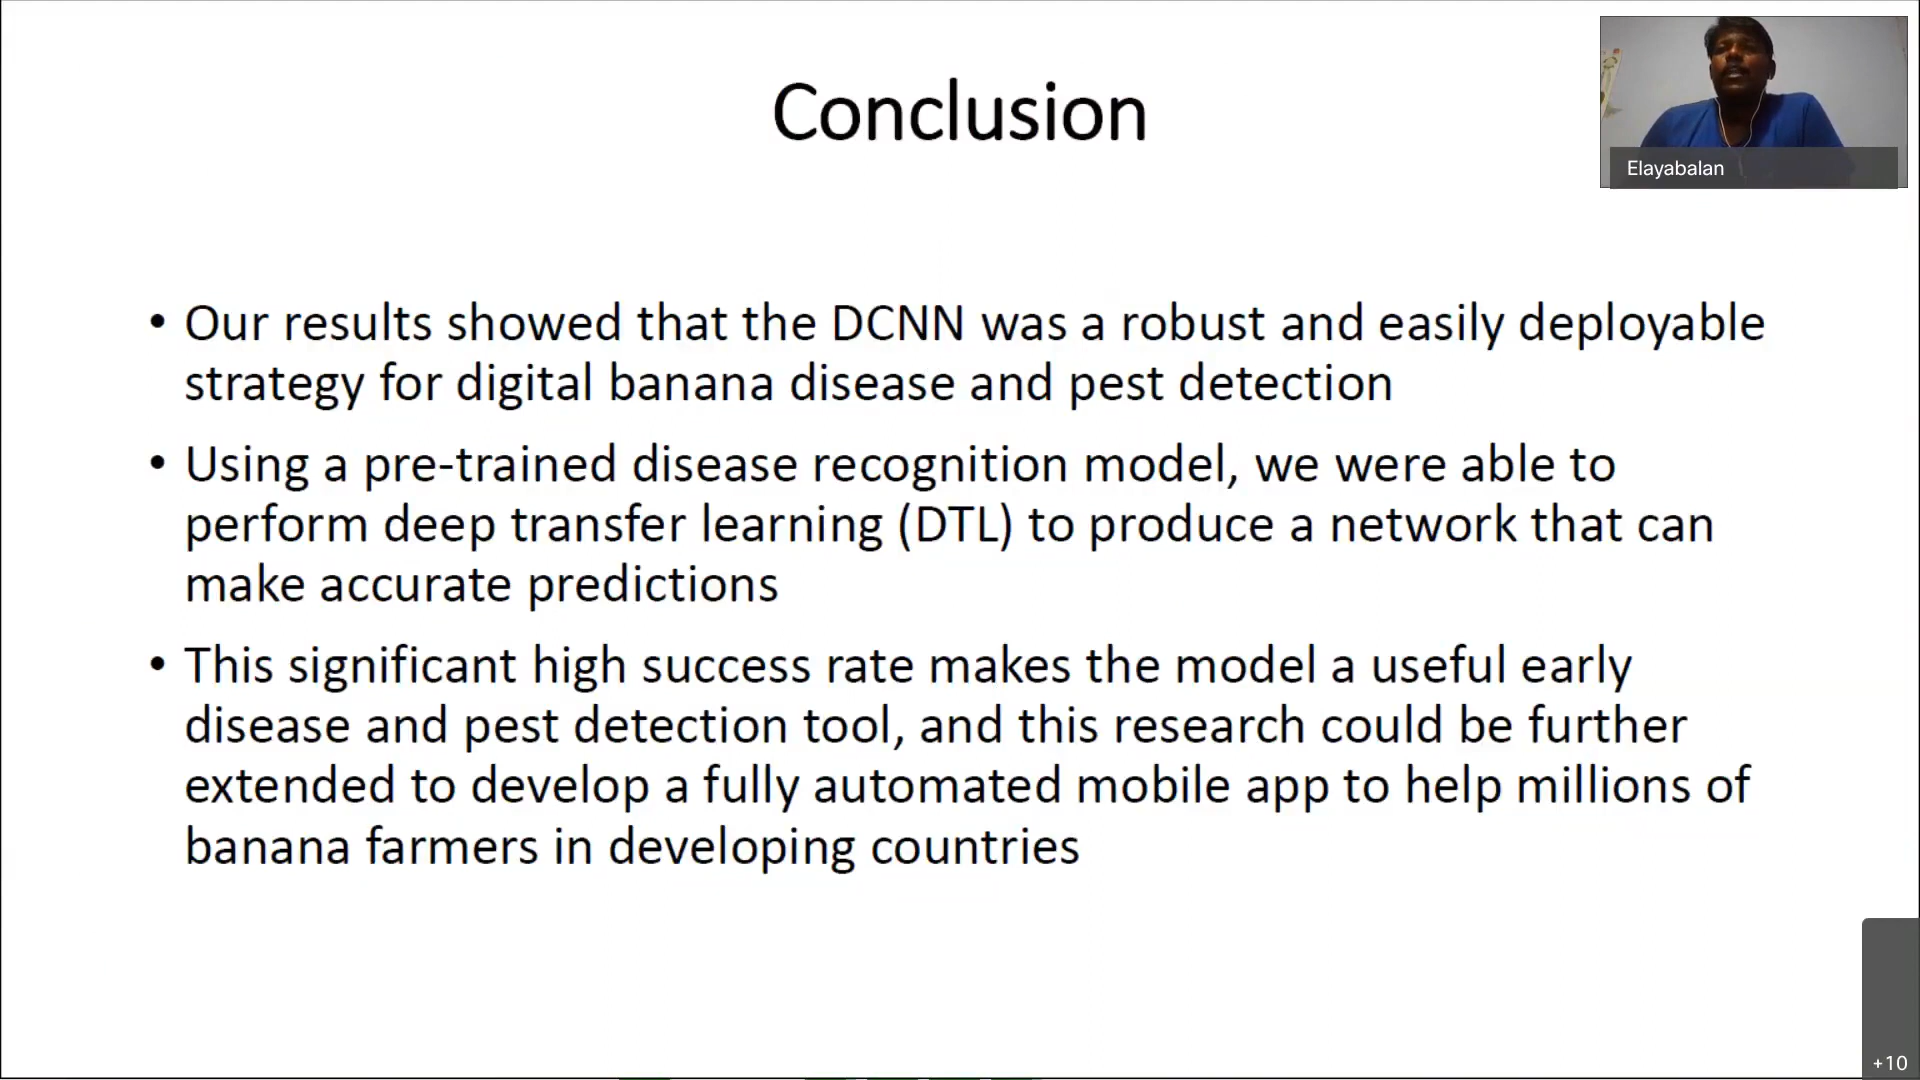 Conclusion
Elayabalan
• Our results showed that the DCNN was a robust and easily deployable
strategy for digital banana disease and pest detection
• Using a pre-trained disease recognition model, we were able to
perform deep transfer learning (DTL) to produce a network that can
make accurate predictions
• This significant high success rate makes the model a useful early
disease and pest detection tool, and this research could be further
extended to develop a fully automated mobile app to help millions of
banana farmers in developing countries
+10